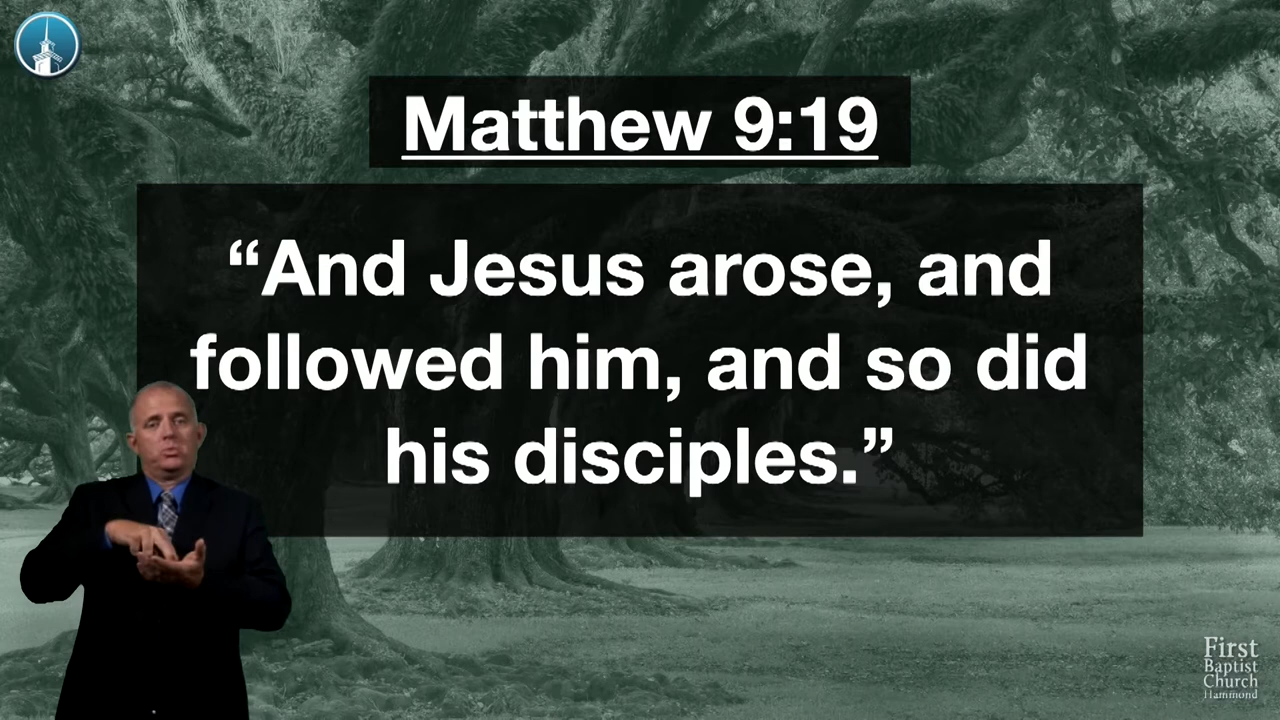 Matthew 9:19
“And Jesus arose, and
followed him, and so did
his disciples.”
First
Baptist
Church
Hammond